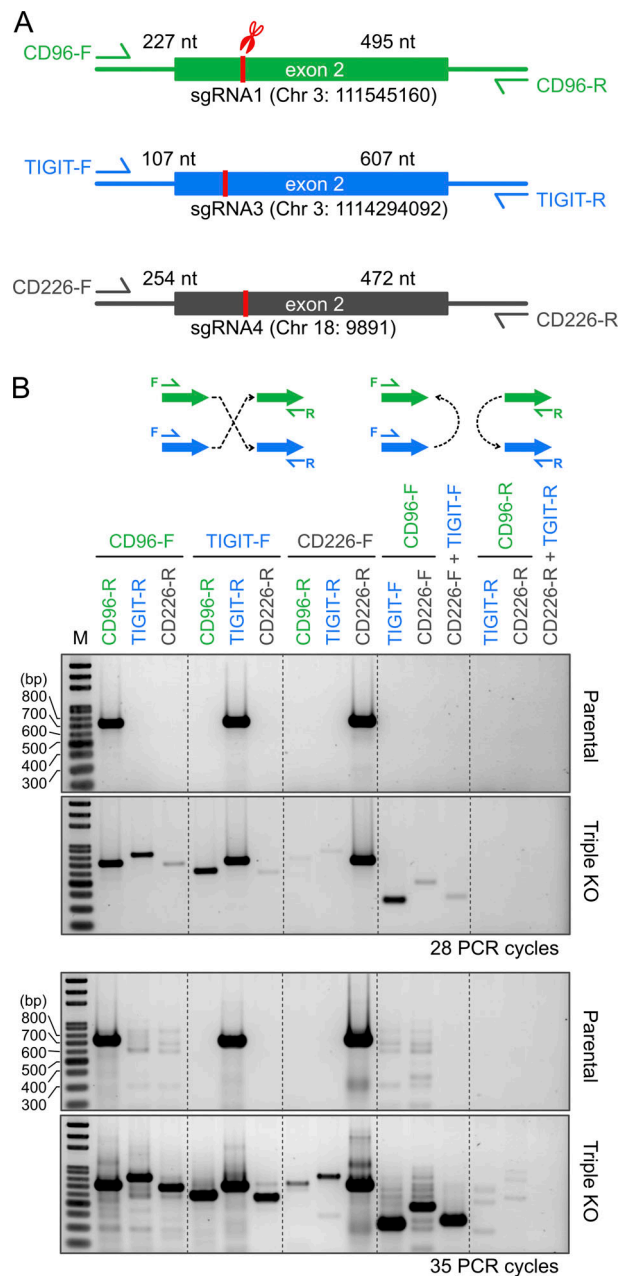 A
CD96-F
227 nt
495 nt
exon 2
CD96-R
sgRNA1 (Chr 3: 111545160)
TIGIT-F
107 nt
607 nt
exon 2
TIGIT-R
sgRNA3 (Chr 3: 1114294092)
CD226-F
254 nt
472 nt
exon 2
CD226-R
sgRNA4 (Chr 18: 9891)
B
F
R
F
R
F
R
F
R
CD96-F
TIGIT-F
CD226-F
CD96-F
CD226-F + TIGIT-F
CD96-R
CD226-R + TGIT-R
M
CD96-R
TIGIT-R
CD226-R
CD96-R
TIGIT-R
CD226-R
CD96-R
TIGIT-R
CD226-R
TIGIT-F
CD226-F
TIGIT-R
CD226-R
(bp)
800
700
600
500
400
300
Parental
Triple KO
28 PCR cycles
(bp)
800
700
600
500
400
300
Parental
Triple KO
35 PCR cycles